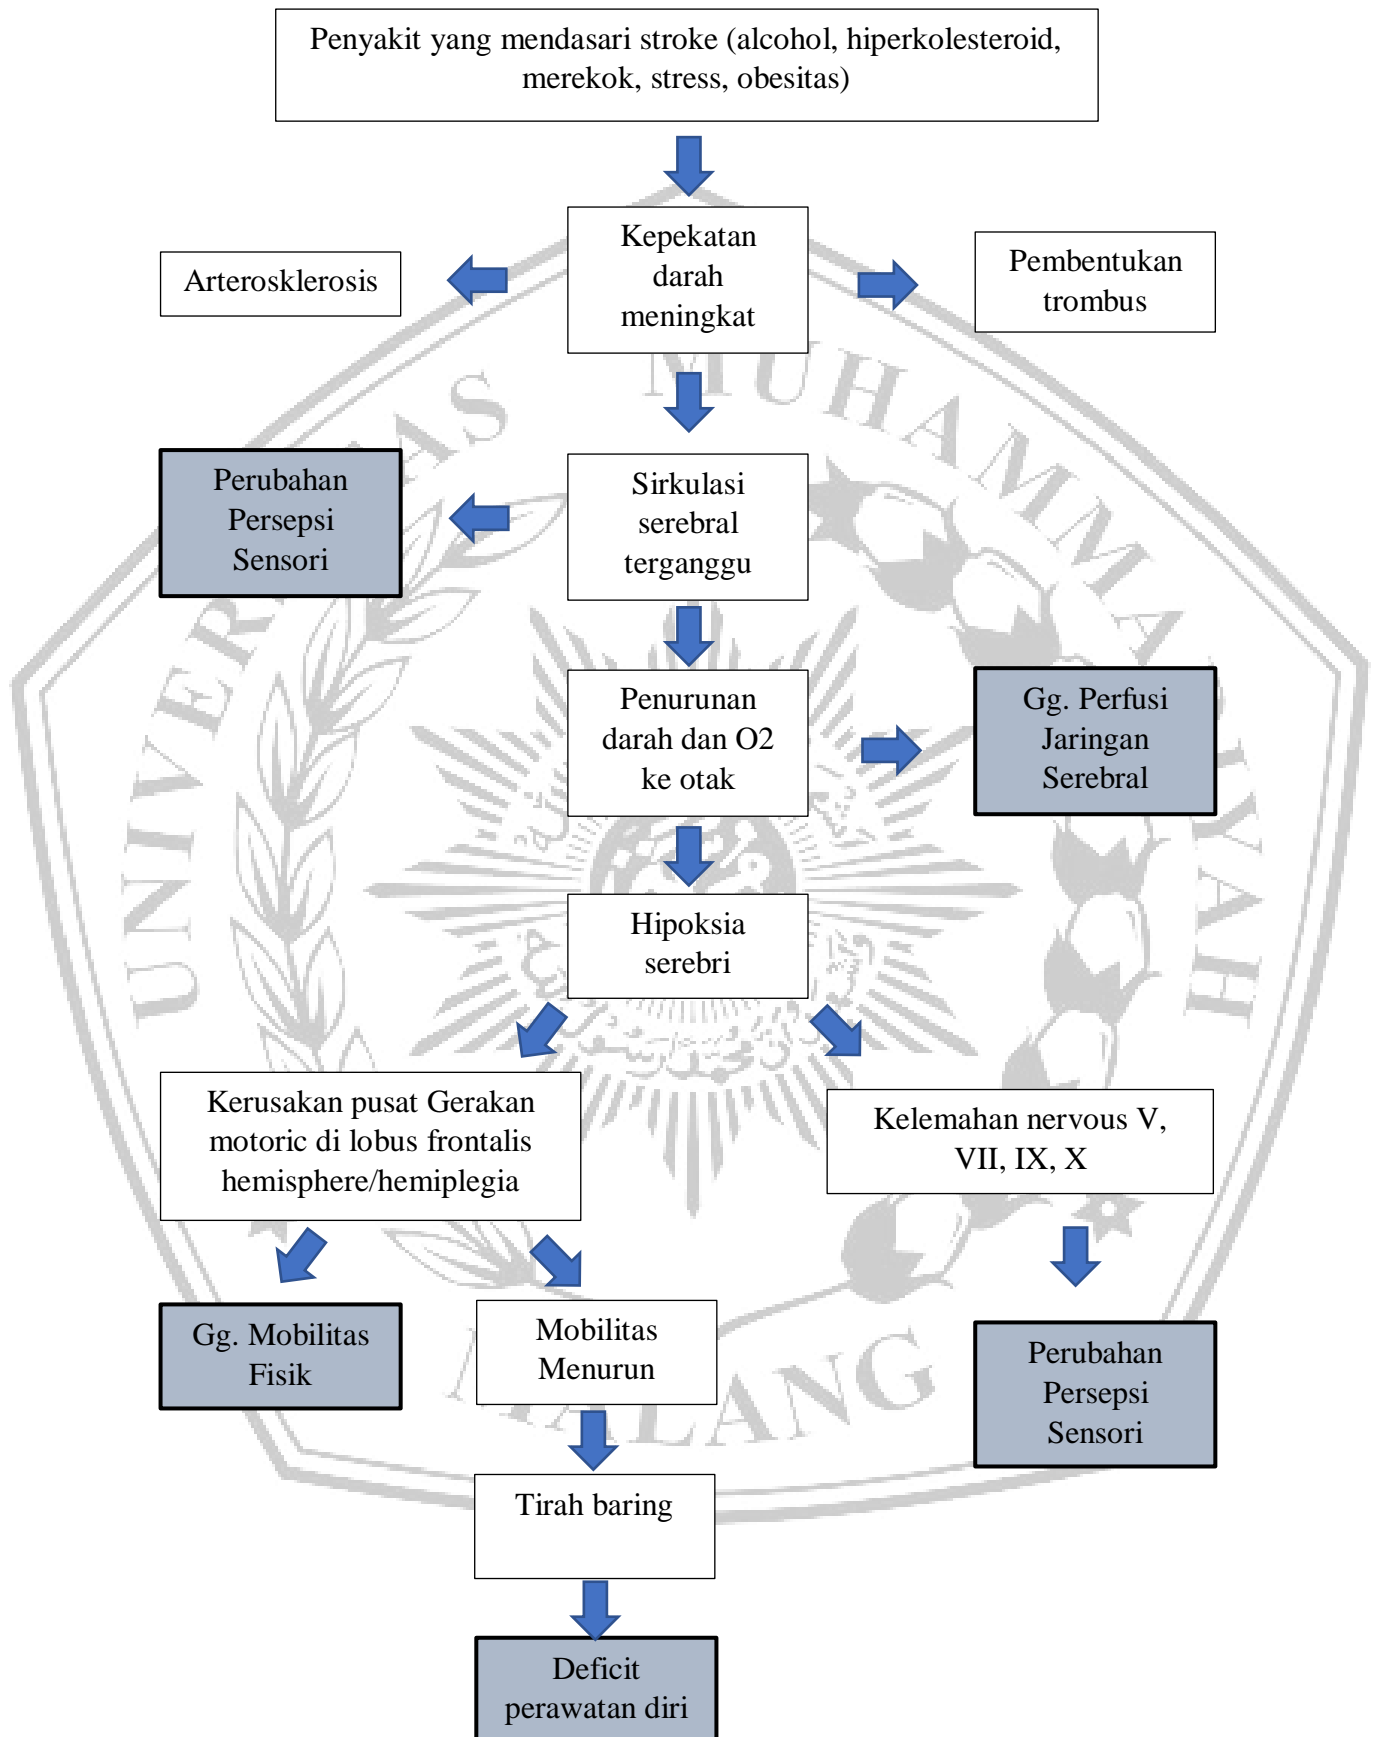 Penyakit yang mendasari stroke (alcohol, hiperkolesteroid,
merekok, stress, obesitas)
Kepekatan
darah
meningkat
Arterosklerosis
Pembentukan
trombus
UNIVERSITAS MUHAMMADIYAH
MALANG
Perubahan
Persepsi
Sensori
Sirkulasi
serebral
terganggu
Penurunan
darah dan O2
ke otak
Gg. Perfusi
Jaringan
Serebral
Hipoksia
serebri
Kerusakan pusat Gerakan
motoric di lobus frontalis
hemisphere/hemiplegia
Kelemahan nervous V,
VII, IX, X
Gg. Mobilitas
Fisik
Mobilitas
Menurun
Perubahan
Persepsi
Sensori
Tirah baring
Deficit
perawatan diri